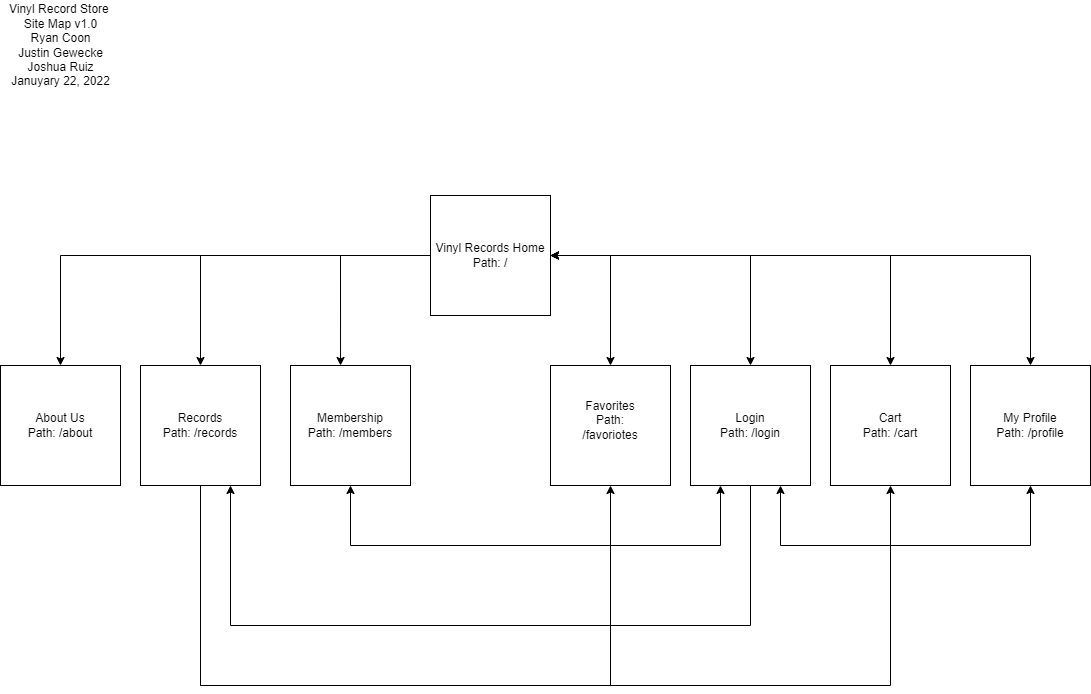 Vinyl Record Store
Site Map v1.0
Ryan Coon
Justin Gewecke
Joshua Ruiz
Januyary 22, 2022
Vinyl Records Home
Path: /
About Us
Path: /about
Records
Path: /records
Membership
Path: /members
Favorites
Path:
/favoriotes
Login
Path: /login
Cart
Path: /cart
My Profile
Path: /profile